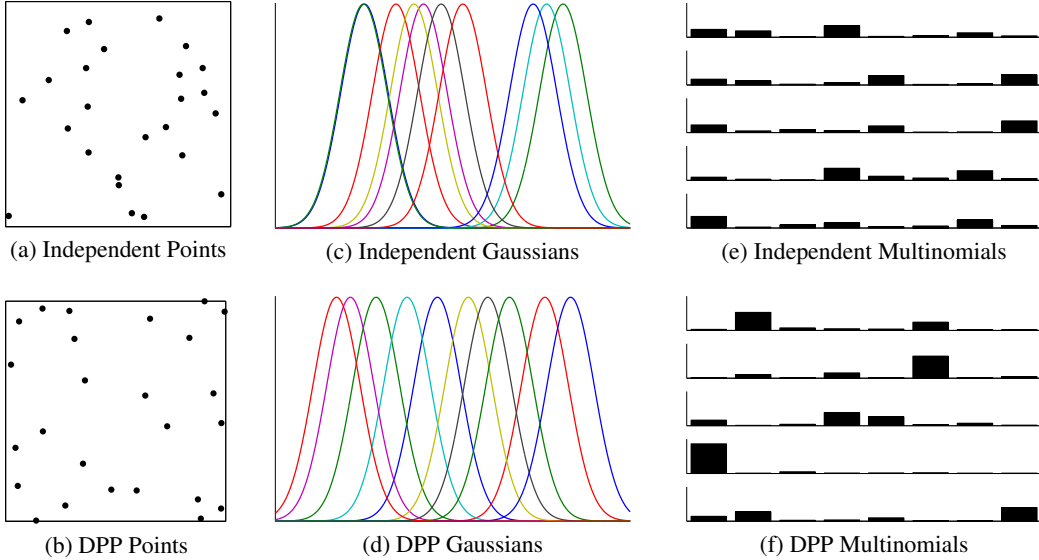 (a) Independent Points
(c) Independent Gaussians
(e) Independent Multinomials
(b) DPP Points
(d) DPP Gaussians
(f) DPP Multinomials